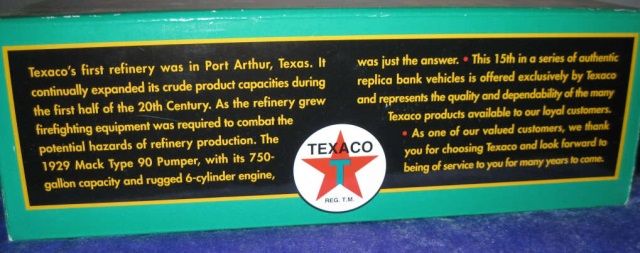 Texaco's first refinery was in Port Arthur, Texas. It
continually expanded its crude product capacities during
the first half of the 20th Century. As the refinery grew
firefighting equipment was required to combat the
potential hazards of refinery production. The
1929 Mack Type 90 Pumper, with its 750-
gallon capacity and rugged 6-cylinder engine,
was just the answer. • This 15th in a series of authentic
replica bank vehicles is offered exclusively by Texaco
and represents the quality and dependability of the many
Texaco products available to our loyal customers.
• As one of our valued customers, we thank
you for choosing Texaco and look forward to
being of service to you for many years to come.
TEXACO
T
REG. T.M.